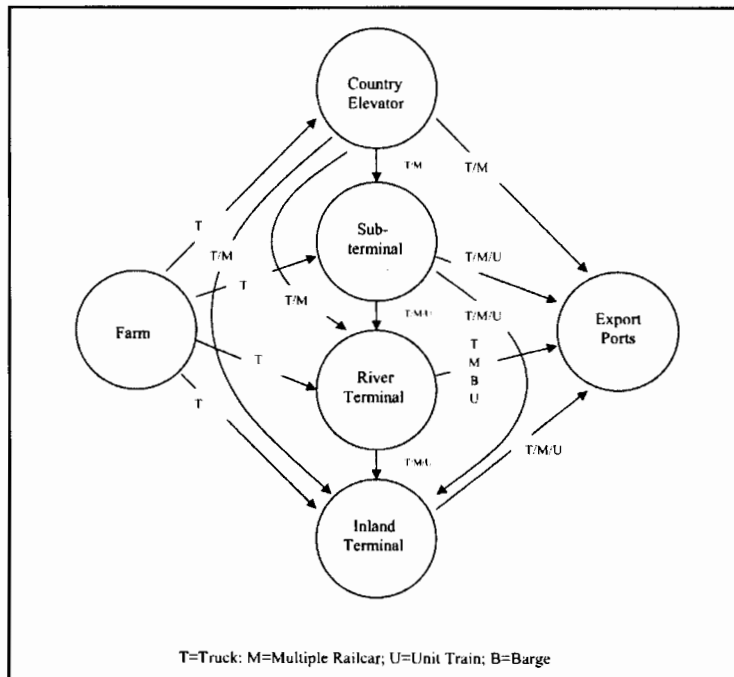 Country
Elevator
T/M
T/M
T
Sub-
terminal
T/M
T/M/U
T
T/M
T/M/U
T/M/U
Farm
Export
Ports
T
T
M
B
U
River
Terminal
T
T/M/U
T/M/U
Inland
Terminal
T=Truck: M=Multiple Railcar; U=Unit Train; B=Barge